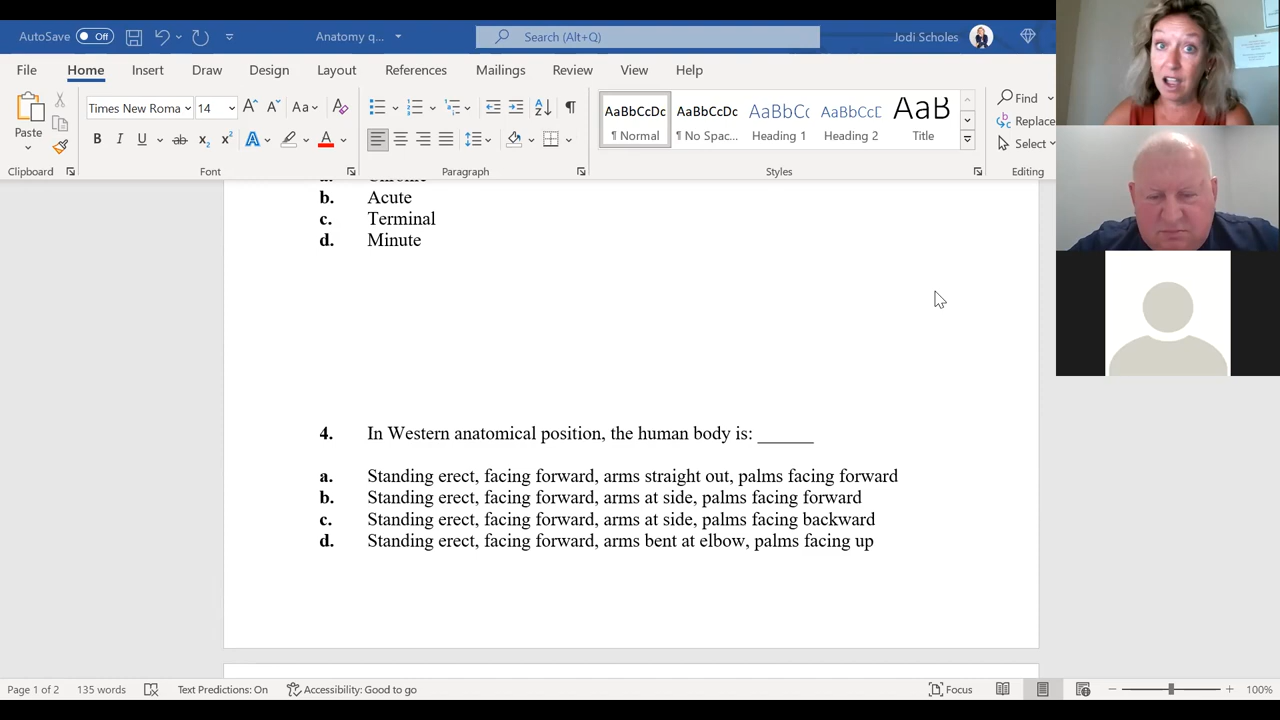 AutoSave Off Anatomy q... Search (Alt+Q) Jodi Scholes
File Home Insert Draw Design Layout References Mailings Review View Help
Times New Roma 14 Aa AaBbCcDc AaBbCcDc AaBbCc AaBbCcD AaB Find
Paste Replace
B I U ab x₂ x² A A ¶ Normal ¶ No Spac... Heading 1 Heading 2 Title Select
Clipboard Font Paragraph Styles Editing
b. Acute
c. Terminal
d. Minute
4. In Western anatomical position, the human body is: ______
a. Standing erect, facing forward, arms straight out, palms facing forward
b. Standing erect, facing forward, arms at side, palms facing forward
c. Standing erect, facing forward, arms at side, palms facing backward
d. Standing erect, facing forward, arms bent at elbow, palms facing up
Page 1 of 2 135 words Text Predictions: On Accessibility: Good to go Focus 100%